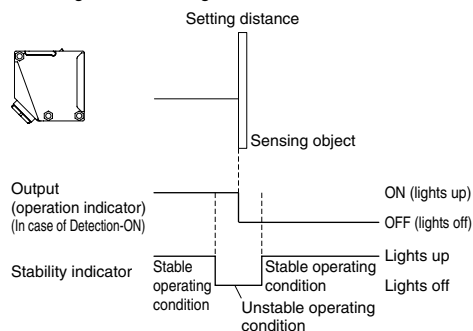 Setting distance
Sensing object
Output
(operation indicator)
(In case of Detection-ON)
ON (lights up)
OFF (lights off)
Stability indicator
Stable
operating
condition
Stable operating
condition
Lights up
Lights off
Unstable operating
condition